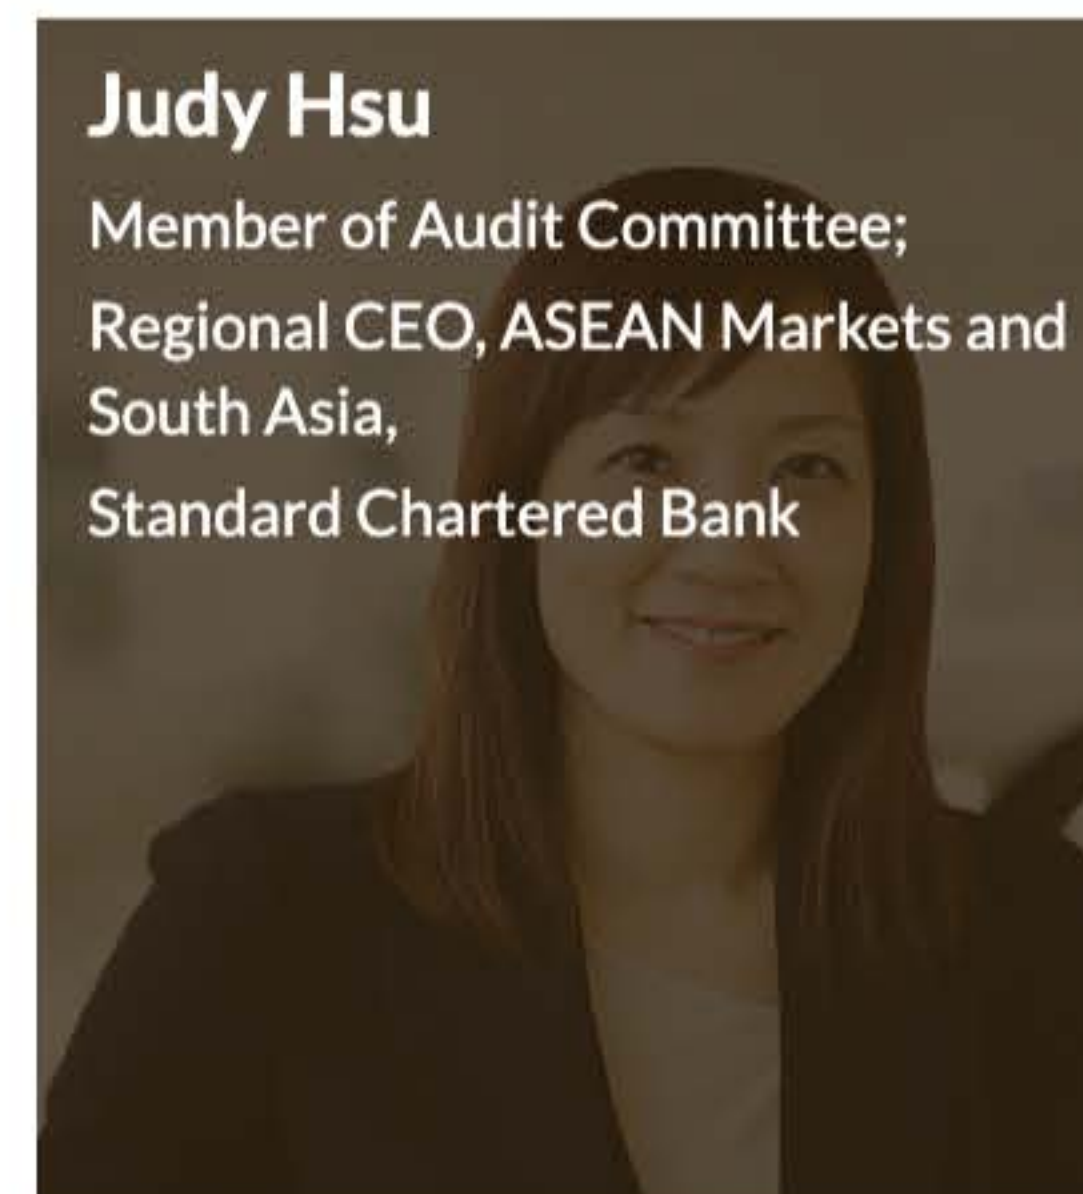 Judy Hsu
Member of Audit Committee;
Regional CEO, ASEAN Markets and
South Asia,
Standard Chartered Bank